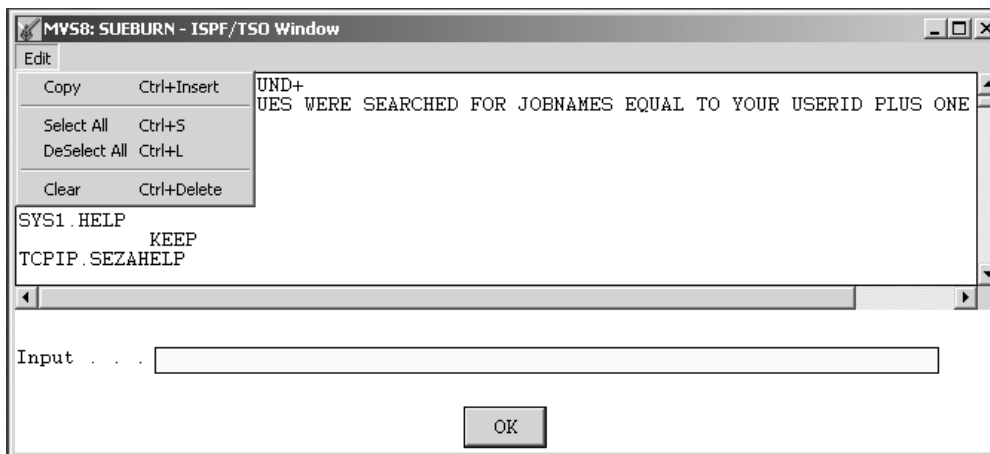 MVS8: SUEBURN - ISPF/TSO Window
Edit
Copy Ctrl+Insert
Select All Ctrl+S
DeSelect All Ctrl+L
Clear Ctrl+Delete
UND+
UES WERE SEARCHED FOR JOBNAMES EQUAL TO YOUR USERID PLUS ONE
SYS1.HELP
KEEP
TCPIP.SEZAHELP
Input . . .
OK